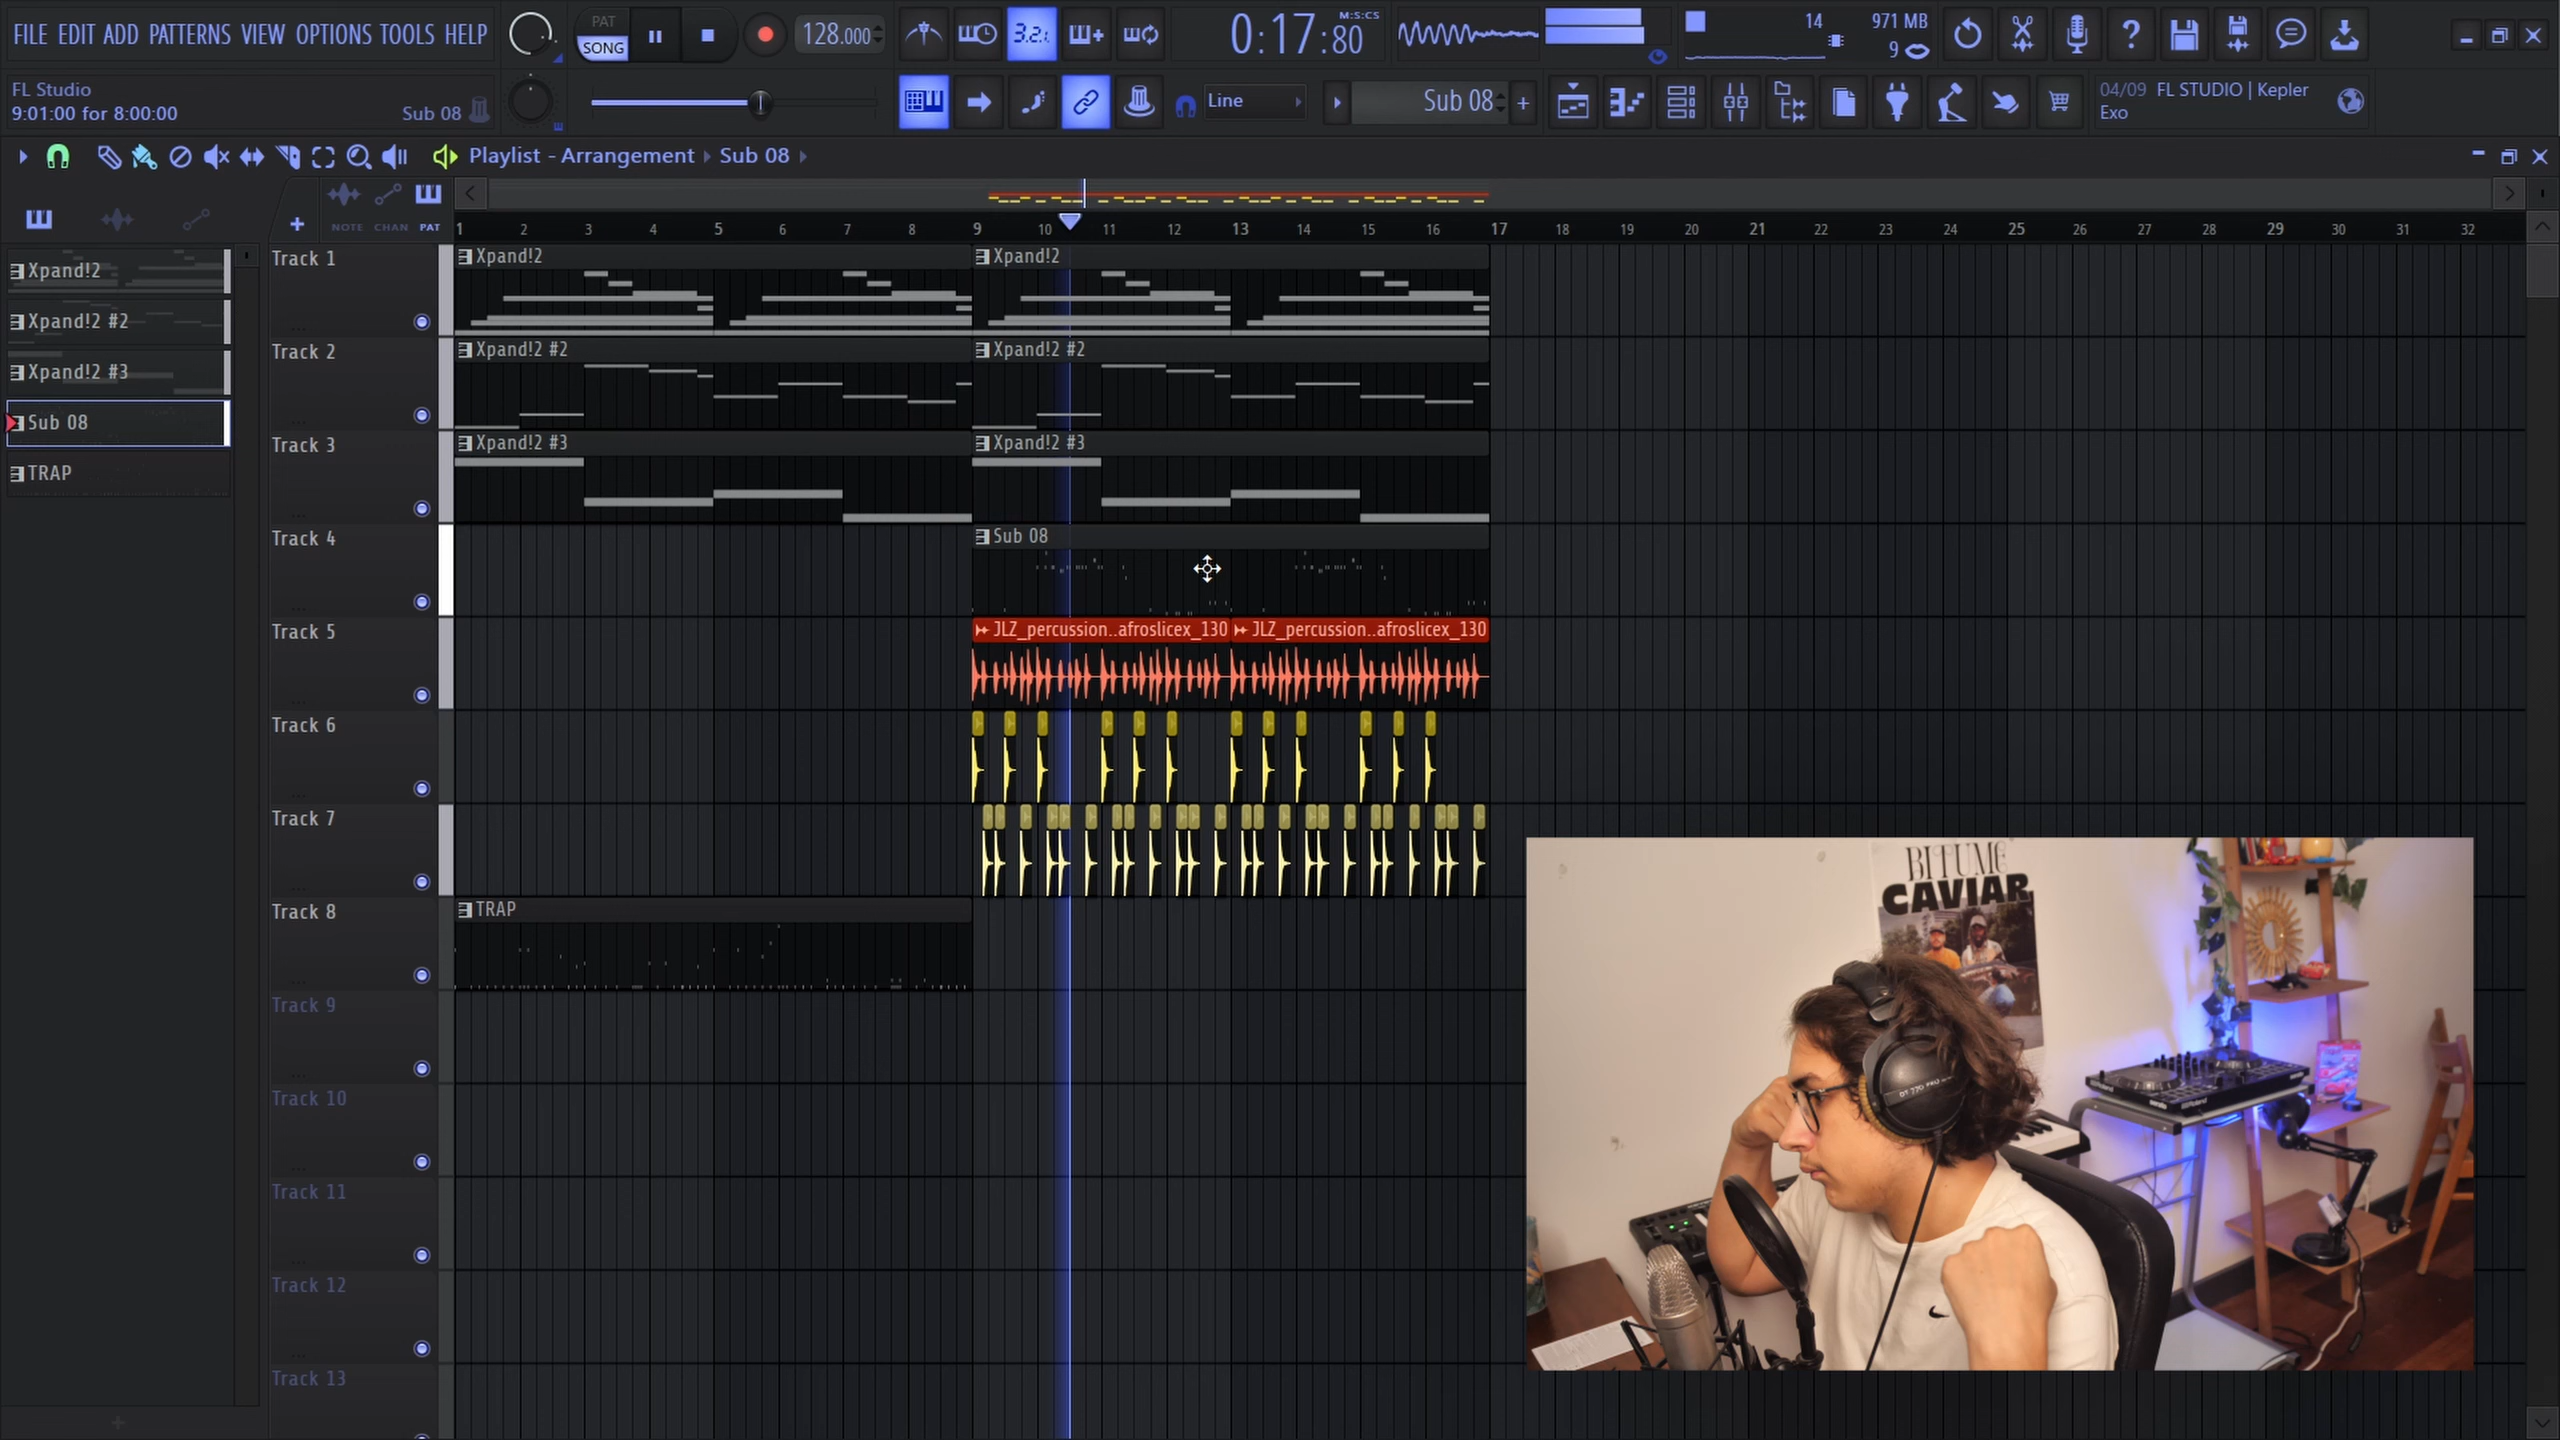 FILE EDIT ADD PATTERNS VIEW OPTIONS TOOLS HELP
PAT
SONG
128.000
3.2.1
0:17:80
M:S:CS
14
971 MB
9
FL Studio
9:01:00 for 8:00:00
Sub 08
Line
Sub 08
04/09 FL STUDIO | Kepler
Exo
Playlist - Arrangement Sub 08
NOTE CHAN PAT
1 2 3 4 5 6 7 8 9 10 11 12 13 14 15 16 17 18 19 20 21 22 23 24 25 26 27 28 29 30 31 32
Xpand!2
Xpand!2 #2
Xpand!2 #3
Sub 08
TRAP
Track 1
Xpand!2
Xpand!2
Track 2
Xpand!2 #2
Xpand!2 #2
Track 3
Xpand!2 #3
Xpand!2 #3
Track 4
Sub 08
Track 5
JLZ_percussion..afroslicex_130
JLZ_percussion..afroslicex_130
Track 6
Track 7
Track 8
TRAP
Track 9
Track 10
Track 11
Track 12
Track 13
BITUME
CAVIAR
DT 770 PRO